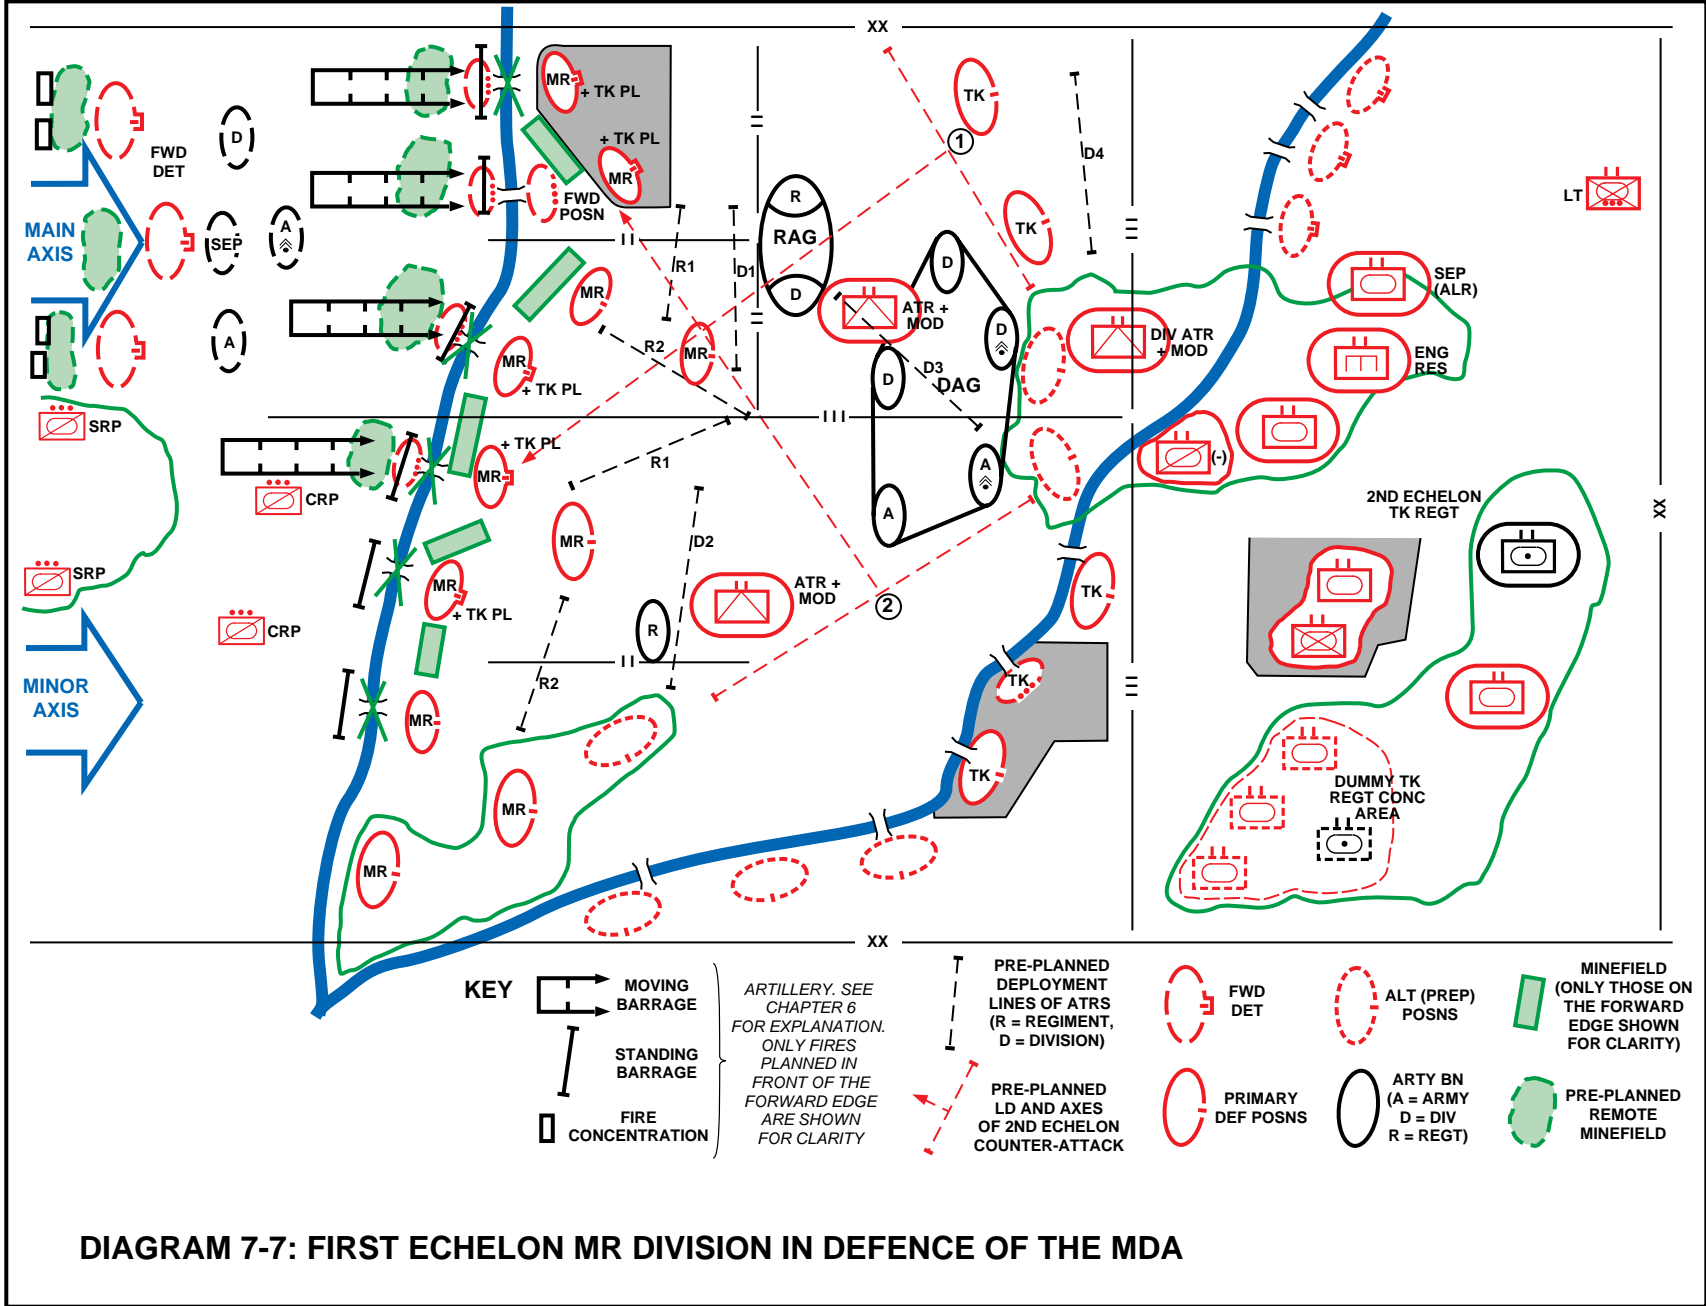 XX
MR
+ TK PL
+ TK PL
MR
TK
1
D4
D
FWD
DET
MAIN
AXIS
SEP
A
FWD
POSN
II
R
RAG
D
TK
LT
D
SEP
(ALR)
R1
D1
MR
ATR +
MOD
D
DIV ATR
+ MOD
ENG
RES
A
R2
MR
MR
+ TK PL
D
D3
DAG
SRP
III
+ TK PL
MR
R1
A
(-)
CRP
A
2ND ECHELON
TK REGT
XX
MR
D2
SRP
MR
+ TK PL
ATR +
MOD
TK
2
CRP
R
II
MINOR
AXIS
R2
TK
MR
TK
DUMMY TK
REGT CONC
AREA
MR
MR
XX
KEY
MOVING
BARRAGE
STANDING
BARRAGE
FIRE
CONCENTRATION
ARTILLERY. SEE
CHAPTER 6
FOR EXPLANATION.
ONLY FIRES
PLANNED IN
FRONT OF THE
FORWARD EDGE
ARE SHOWN
FOR CLARITY
PRE-PLANNED
DEPLOYMENT
LINES OF ATRS
(R = REGIMENT,
D = DIVISION)
PRE-PLANNED
LD AND AXES
OF 2ND ECHELON
COUNTER-ATTACK
FWD
DET
PRIMARY
DEF POSNS
ALT (PREP)
POSNS
ARTY BN
(A = ARMY
D = DIV
R = REGT)
MINEFIELD
(ONLY THOSE ON
THE FORWARD
EDGE SHOWN
FOR CLARITY)
PRE-PLANNED
REMOTE
MINEFIELD
DIAGRAM 7-7: FIRST ECHELON MR DIVISION IN DEFENCE OF THE MDA